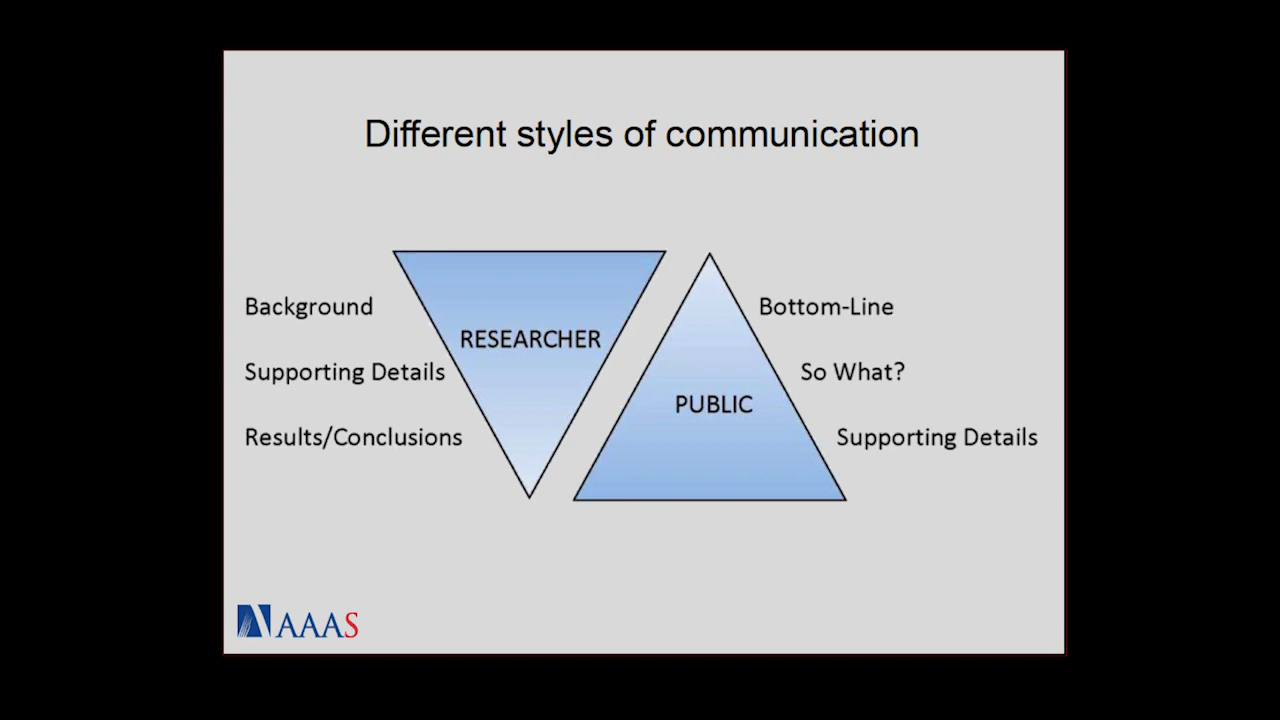 Different styles of communication
Background
Supporting Details
Results/Conclusions
RESEARCHER
PUBLIC
Bottom-Line
So What?
Supporting Details
AAAS